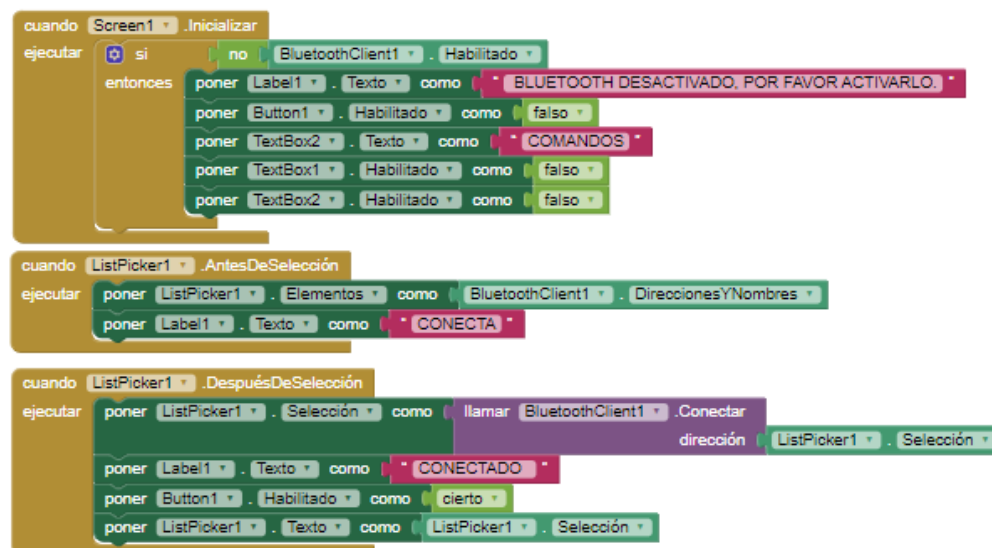 cuando Screen1 .Inicializar
ejecutar si no BluetoothClient1 . Habilitado
entonces poner Label1 . Texto como " BLUETOOTH DESACTIVADO, POR FAVOR ACTIVARLO. "
poner Button1 . Habilitado como falso
poner TextBox2 . Texto como " COMANDOS "
poner TextBox1 . Habilitado como falso
poner TextBox2 . Habilitado como falso
cuando ListPicker1 .AntesDeSelección
ejecutar poner ListPicker1 . Elementos como BluetoothClient1 . DireccionesYNombres
poner Label1 . Texto como " CONECTA "
cuando ListPicker1 .DespuésDeSelección
ejecutar poner ListPicker1 . Selección como llamar BluetoothClient1 .Conectar
dirección ListPicker1 . Selección
poner Label1 . Texto como " CONECTADO "
poner Button1 . Habilitado como cierto
poner ListPicker1 . Texto como ListPicker1 . Selección